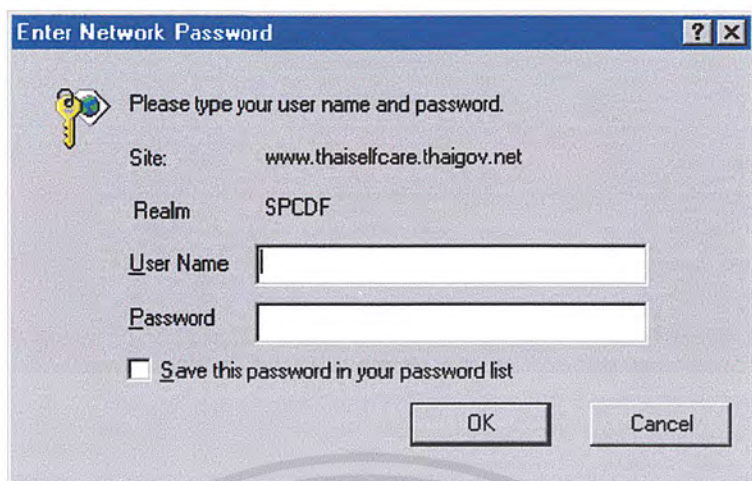 Enter Network Password
Please type your user name and password.
Site: www.thaiselfcare.thaigov.net
Realm SPCDF
User Name
Password
Save this password in your password list
OK Cancel